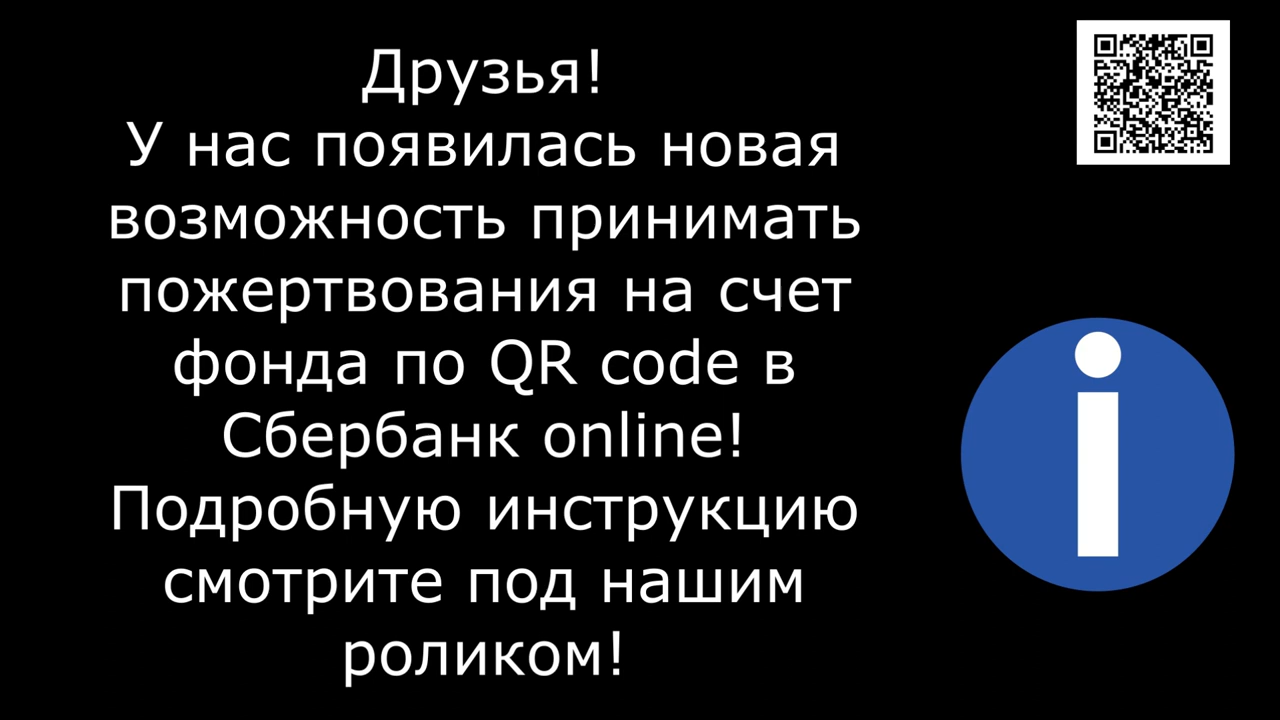 Друзья!
У нас появилась новая
возможность принимать
пожертвования на счет
фонда по QR code в
Сбербанк online!
Подробную инструкцию
смотрите под нашим
роликом!
i